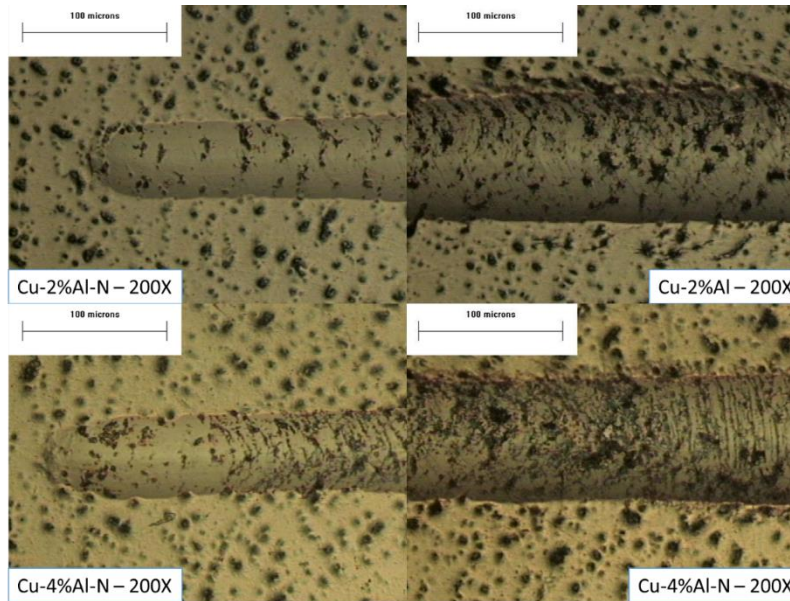 100 microns
100 microns
Cu-2%Al-N – 200X
Cu-2%Al – 200X
100 microns
100 microns
Cu-4%Al-N – 200X
Cu-4%Al-N – 200X